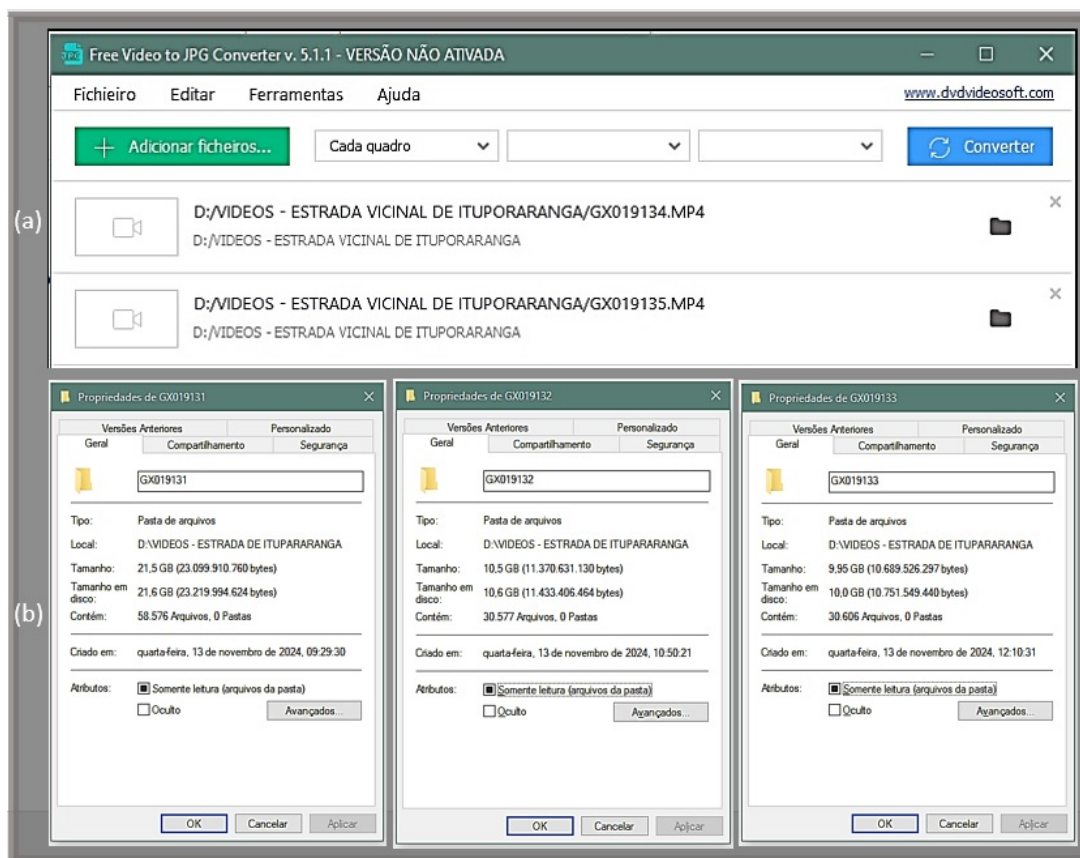 Free Video to JPG Converter v. 5.1.1 - VERSÃO NÃO ATIVADA
Fichieiro Editar Ferramentas Ajuda www.dvdvideosoft.com
Adicionar ficheiros... Cada quadro Converter
(a)
D:/VIDEOS - ESTRADA VICINAL DE ITUPORARANGA/GX019134.MP4
D:/VIDEOS - ESTRADA VICINAL DE ITUPORARANGA
D:/VIDEOS - ESTRADA VICINAL DE ITUPORARANGA/GX019135.MP4
D:/VIDEOS - ESTRADA VICINAL DE ITUPORARANGA
(b)
Propriedades de GX019131
Versões Anteriores Personalizado
Geral Compartilhamento Segurança
GX019131
Tipo: Pasta de arquivos
Local: D:\VIDEOS - ESTRADA DE ITUPARARANGA
Tamanho: 21,5 GB (23.099.910.760 bytes)
Tamanho em disco: 21,6 GB (23.219.994.624 bytes)
Contém: 58.576 Arquivos, 0 Pastas
Criado em: quarta-feira, 13 de novembro de 2024, 09:29:30
Atributos: Somente leitura (arquivos da pasta)
Oculto Avançados...
OK Cancelar Aplicar
Propriedades de GX019132
Versões Anteriores Personalizado
Geral Compartilhamento Segurança
GX019132
Tipo: Pasta de arquivos
Local: D:\VIDEOS - ESTRADA DE ITUPARARANGA
Tamanho: 10,5 GB (11.370.631.130 bytes)
Tamanho em disco: 10,6 GB (11.433.406.464 bytes)
Contém: 30.577 Arquivos, 0 Pastas
Criado em: quarta-feira, 13 de novembro de 2024, 10:50:21
Atributos: Somente leitura (arquivos da pasta)
Oculto Avançados...
OK Cancelar Aplicar
Propriedades de GX019133
Versões Anteriores Personalizado
Geral Compartilhamento Segurança
GX019133
Tipo: Pasta de arquivos
Local: D:\VIDEOS - ESTRADA DE ITUPARARANGA
Tamanho: 9,95 GB (10.689.526.297 bytes)
Tamanho em disco: 10,0 GB (10.751.549.440 bytes)
Contém: 30.606 Arquivos, 0 Pastas
Criado em: quarta-feira, 13 de novembro de 2024, 12:10:31
Atributos: Somente leitura (arquivos da pasta)
Oculto Avançados...
OK Cancelar Aplicar